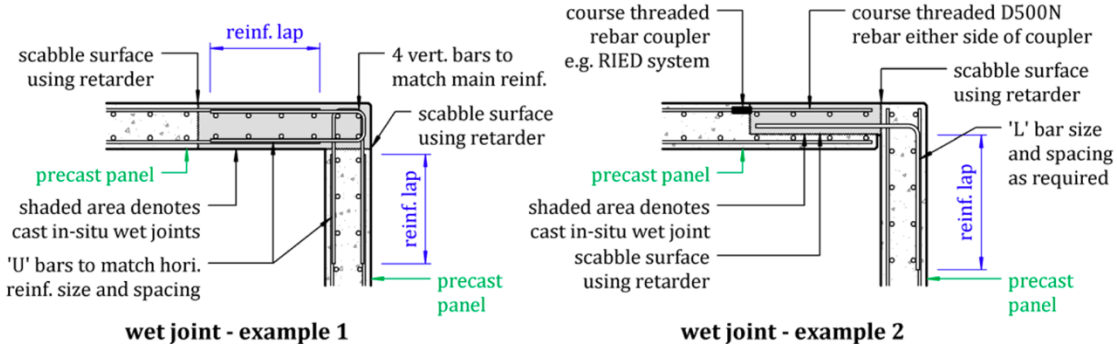 reinf. lap
scabble surface
using retarder
4 vert. bars to
match main reinf.
scabble surface
using retarder
precast panel
reinf. lap
shaded area denotes
cast in-situ wet joints
'U' bars to match hori.
reinf. size and spacing
precast
panel
wet joint - example 1
course threaded
rebar coupler
e.g. RIED system
course threaded D500N
rebar either side of coupler
scabble surface
using retarder
'L' bar size
and spacing
as required
precast panel
reinf. lap
shaded area denotes
cast in-situ wet joint
scabble surface
using retarder
precast
panel
wet joint - example 2